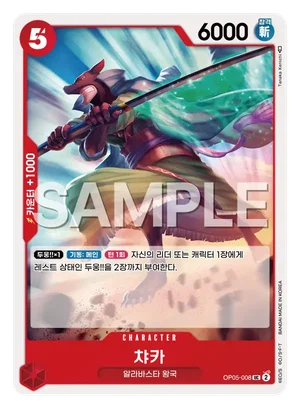 5
6000
참격
斬
카운터 +1000
SAMPLE
두웅!!×1 기동: 메인 턴 1회 자신의 리더 또는 캐릭터 1장에게
레스트 상태인 두웅!!을 2장까지 부여한다.
CHARACTER
챠카
알라바스타 왕국
OP05-008 UC 2
BANDAI MADE IN KOREA